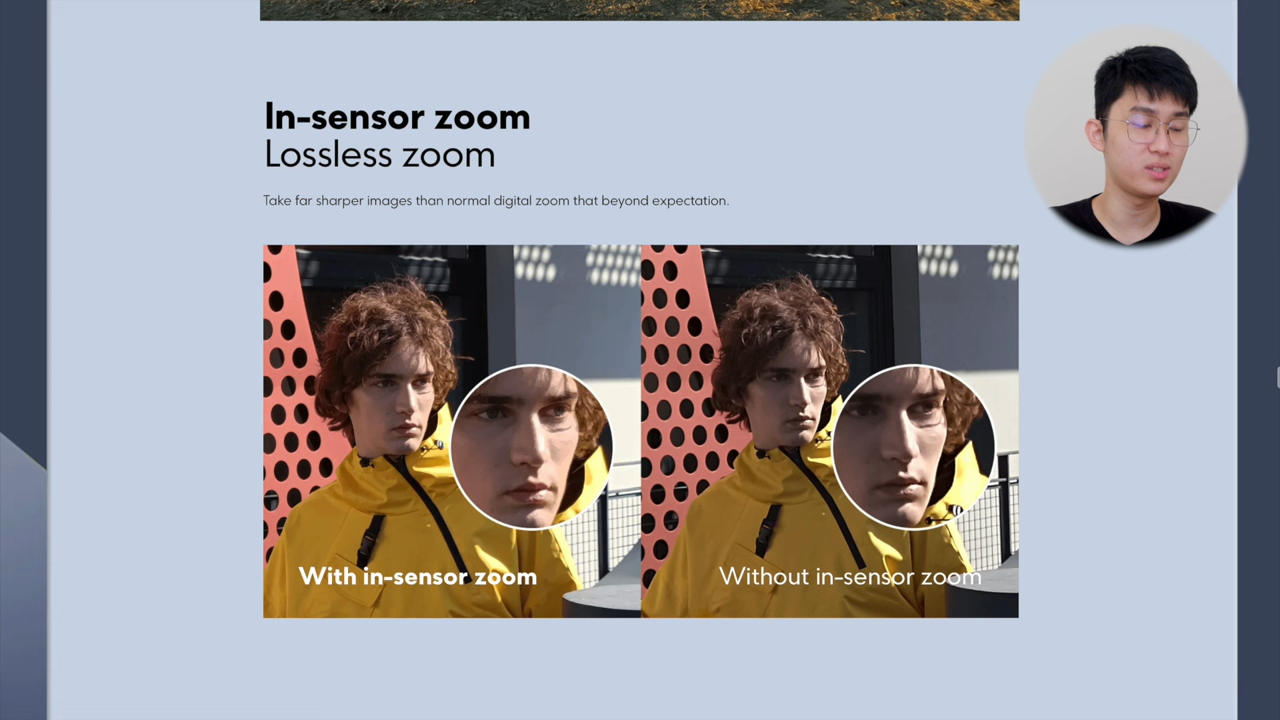 In-sensor zoom
Lossless zoom
Take far sharper images than normal digital zoom that beyond expectation.
With in-sensor zoom
Without in-sensor zoom